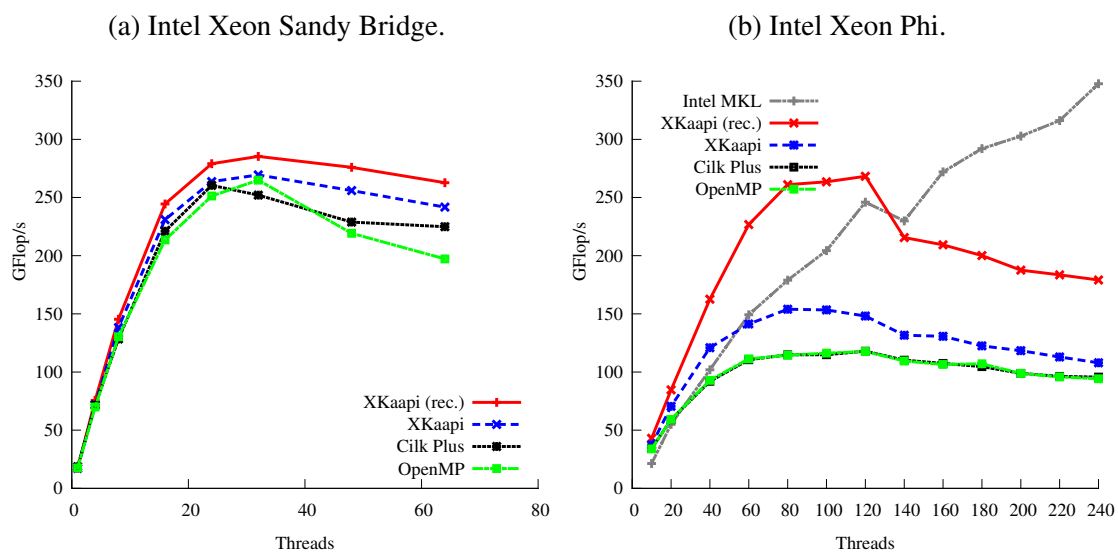 (a) Intel Xeon Sandy Bridge.
350
300
250
200
150
100
50
0
GFlop/s
XKaapi (rec.)
XKaapi
Cilk Plus
OpenMP
0 20 40 60 80
Threads
(b) Intel Xeon Phi.
350
300
250
200
150
100
50
0
GFlop/s
Intel MKL
XKaapi (rec.)
XKaapi
Cilk Plus
OpenMP
0 20 40 60 80 100 120 140 160 180 200 220 240
Threads